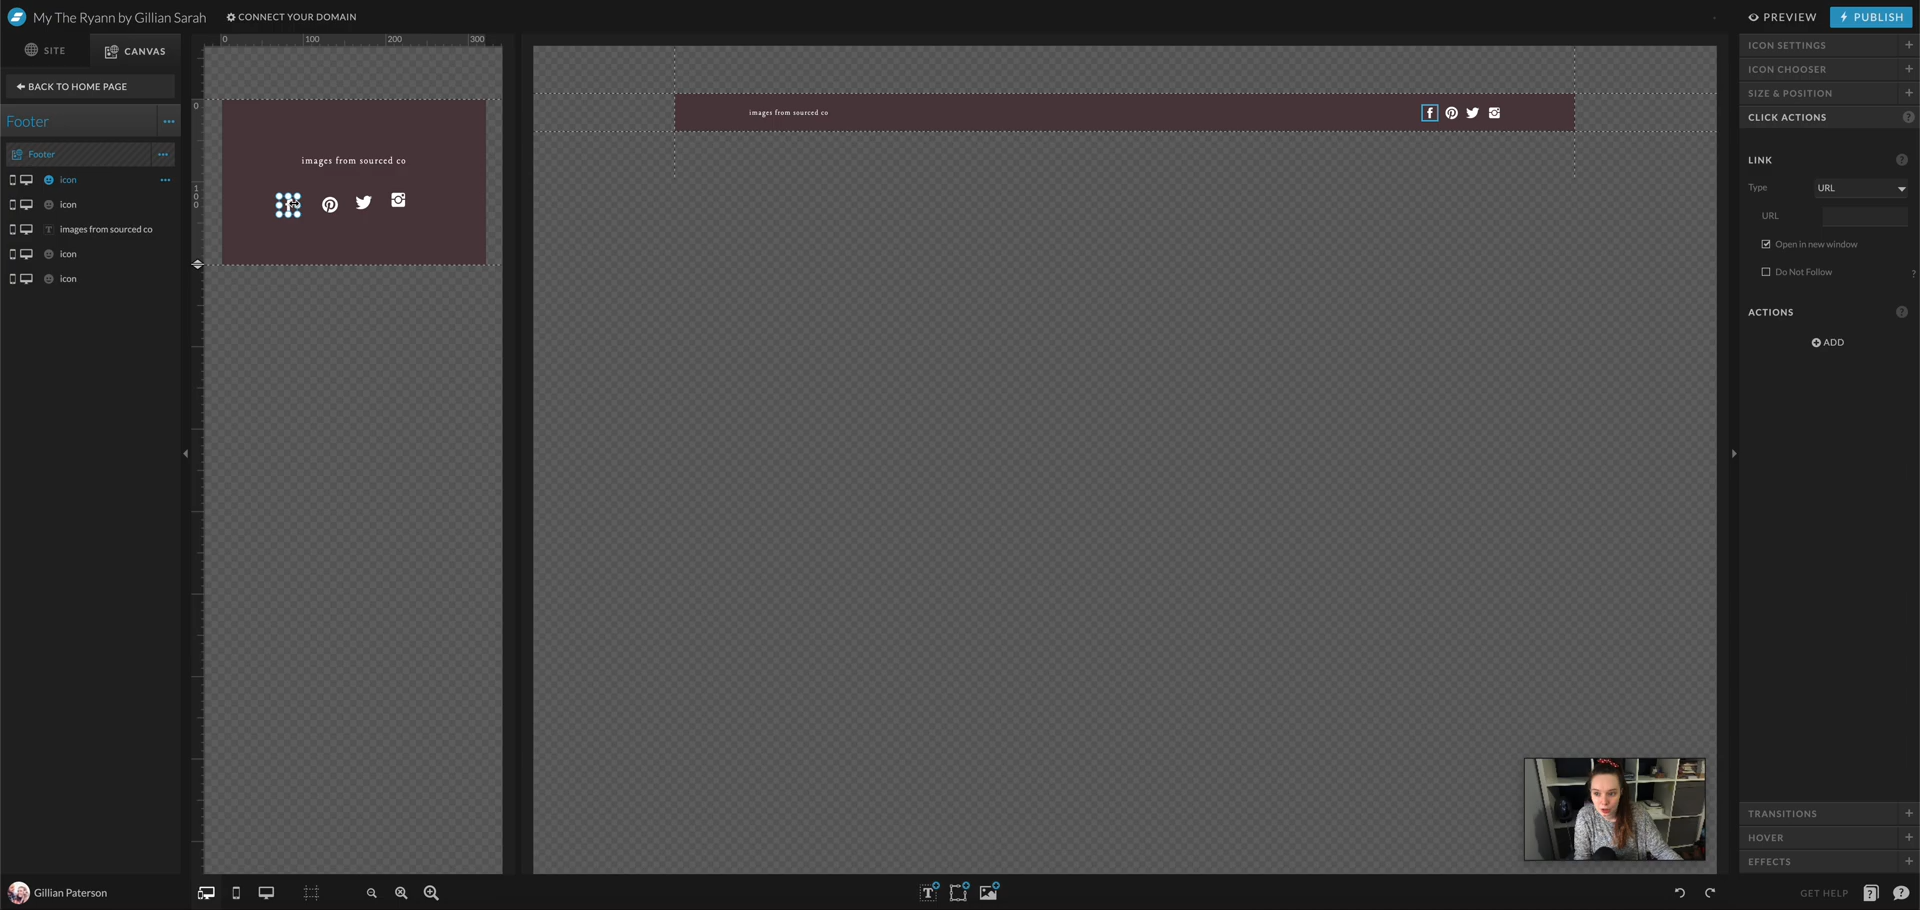 My The Ryann by Gillian Sarah
CONNECT YOUR DOMAIN
PREVIEW
PUBLISH
SITE
CANVAS
BACK TO HOME PAGE
Footer
Footer
icon
icon
images from sourced co
icon
icon
0
100
200
300
0
100
images from sourced co
f
images from sourced co
f
ICON SETTINGS
ICON CHOOSER
SIZE & POSITION
CLICK ACTIONS
?
LINK
?
Type
URL
URL
Open in new window
Do Not Follow
?
ACTIONS
?
ADD
TRANSITIONS
HOVER
EFFECTS
Gillian Paterson
T
GET HELP
?
?